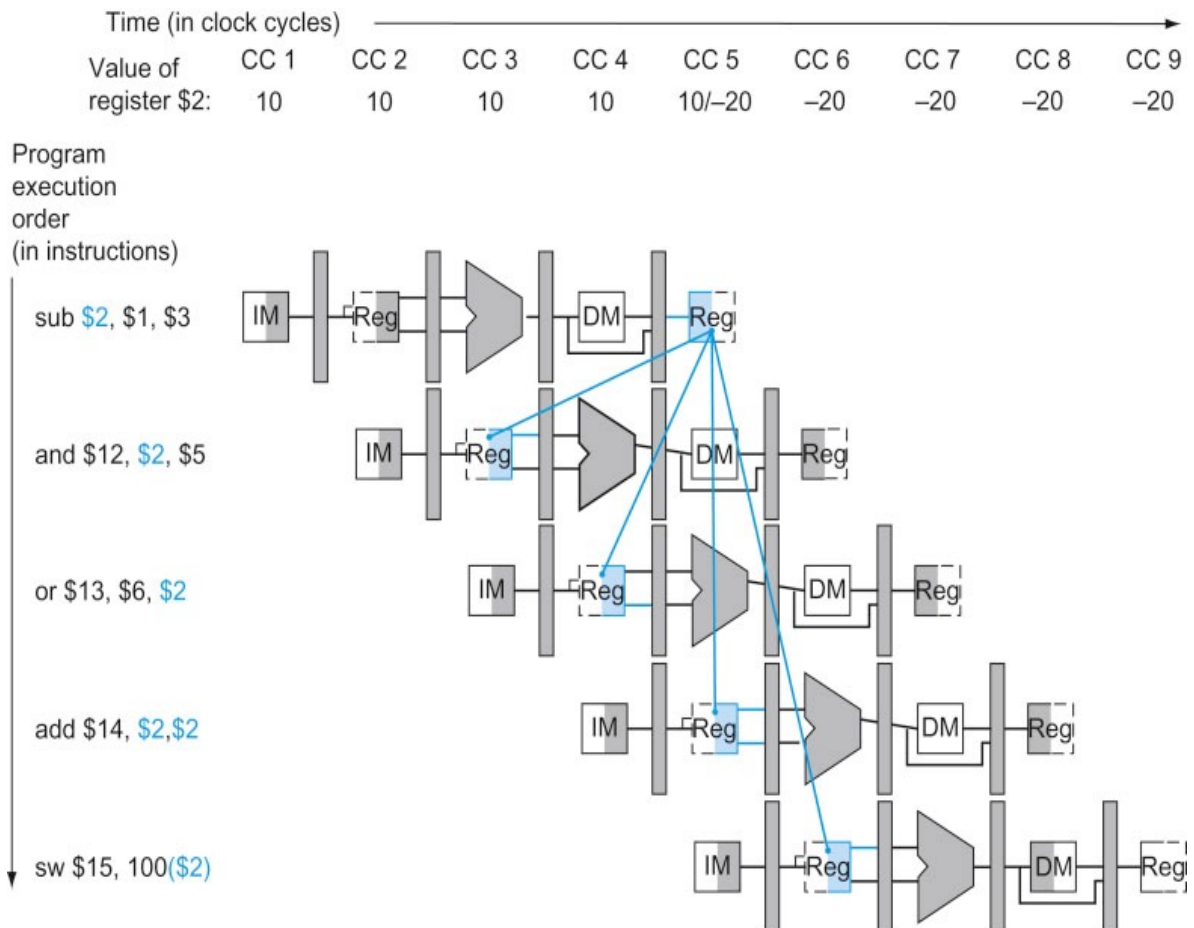 Time (in clock cycles)
Value of register $2:
CC 1 CC 2 CC 3 CC 4 CC 5 CC 6 CC 7 CC 8 CC 9
10 10 10 10 10/–20 –20 –20 –20 –20
Program
execution
order
(in instructions)
sub $2, $1, $3 IM Reg DM Reg
and $12, $2, $5 IM Reg DM Reg
or $13, $6, $2 IM Reg DM Reg
add $14, $2,$2 IM Reg DM Reg
sw $15, 100($2) IM Reg DM Reg